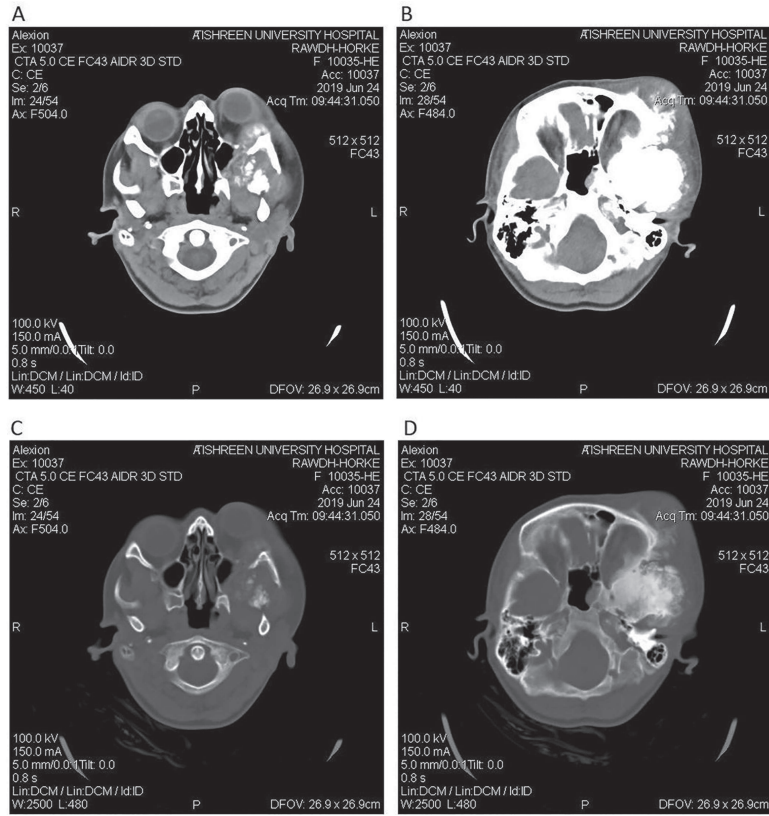 A
Alexion
Ex: 10037
CTA 5.0 CE FC43 AIDR 3D STD
C: CE
Se: 2/6
Im: 24/54
Ax: F504.0
TISHREEN UNIVERSITY HOSPITAL
RAWDH-HORKE
F 10035-HE
Acc: 10037
2019 Jun 24
Acq Tm: 09:44:31.050
512 x 512
FC43
R
L
100.0 kV
150.0 mA
5.0 mm/0.0:1 Tilt: 0.0
0.8 s
Lin:DCM / Lin:DCM / Id:ID
W:450 L:40
P
DFOV: 26.9 x 26.9cm
B
Alexion
Ex: 10037
CTA 5.0 CE FC43 AIDR 3D STD
C: CE
Se: 2/6
Im: 28/54
Ax: F484.0
TISHREEN UNIVERSITY HOSPITAL
RAWDH-HORKE
F 10035-HE
Acc: 10037
2019 Jun 24
Acq Tm: 09:44:31.050
512 x 512
FC43
R
L
100.0 kV
150.0 mA
5.0 mm/0.0:1 Tilt: 0.0
0.8 s
Lin:DCM / Lin:DCM / Id:ID
W:450 L:40
P
DFOV: 26.9 x 26.9cm
C
Alexion
Ex: 10037
CTA 5.0 CE FC43 AIDR 3D STD
C: CE
Se: 2/6
Im: 24/54
Ax: F504.0
TISHREEN UNIVERSITY HOSPITAL
RAWDH-HORKE
F 10035-HE
Acc: 10037
2019 Jun 24
Acq Tm: 09:44:31.050
512 x 512
FC43
R
L
100.0 kV
150.0 mA
5.0 mm/0.0:1 Tilt: 0.0
0.8 s
Lin:DCM / Lin:DCM / Id:ID
W:2500 L:480
P
DFOV: 26.9 x 26.9cm
D
Alexion
Ex: 10037
CTA 5.0 CE FC43 AIDR 3D STD
C: CE
Se: 2/6
Im: 28/54
Ax: F484.0
TISHREEN UNIVERSITY HOSPITAL
RAWDH-HORKE
F 10035-HE
Acc: 10037
2019 Jun 24
Acq Tm: 09:44:31.050
512 x 512
FC43
R
L
100.0 kV
150.0 mA
5.0 mm/0.0:1 Tilt: 0.0
0.8 s
Lin:DCM / Lin:DCM / Id:ID
W:2500 L:480
P
DFOV: 26.9 x 26.9cm